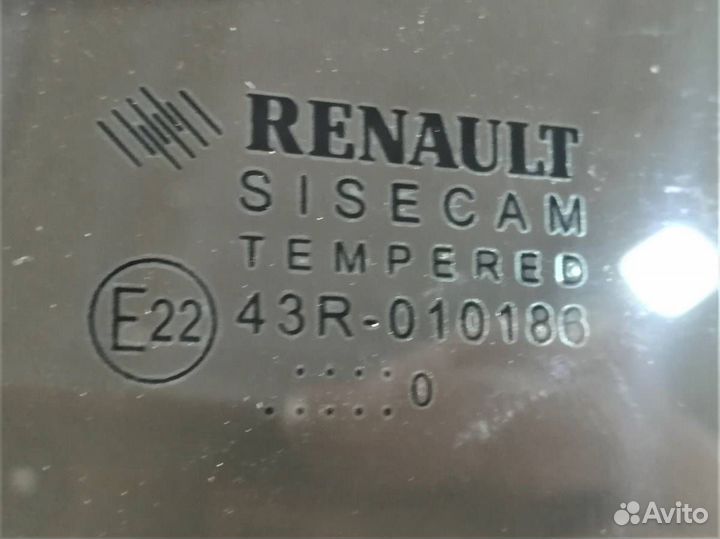 RENAULT
SISECAM
TEMPERED
E22 43R-010186
0
Avito